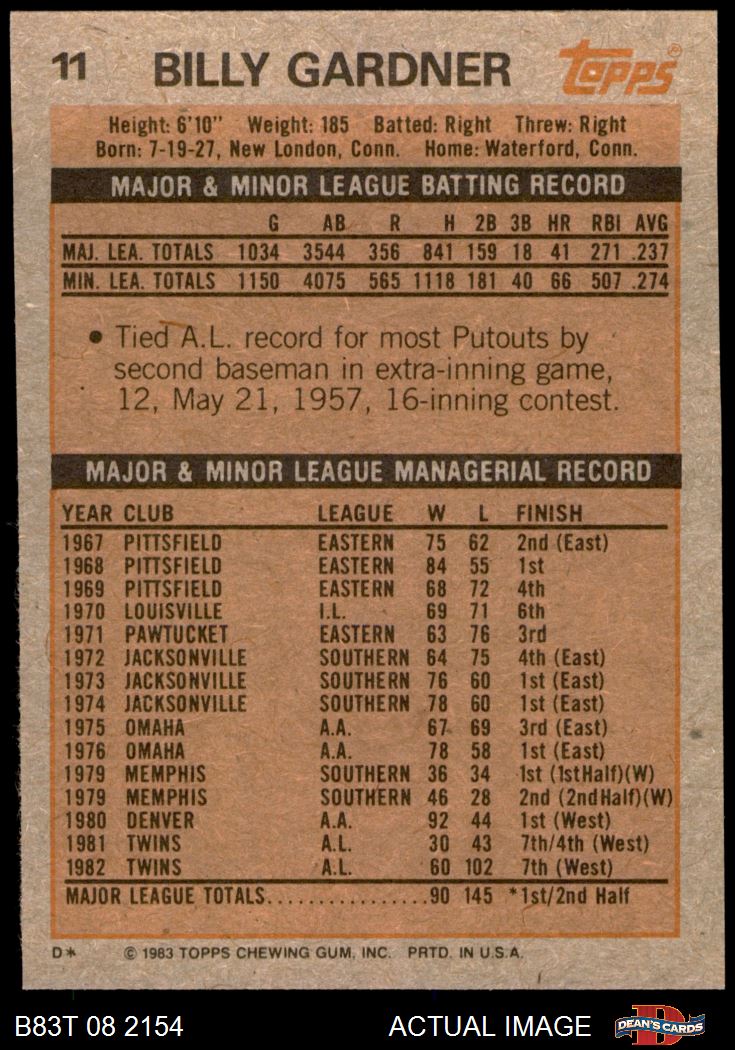 11 BILLY GARDNER Topps®
Height: 6'10" Weight: 185 Batted: Right Threw: Right
Born: 7-19-27, New London, Conn. Home: Waterford, Conn.
MAJOR & MINOR LEAGUE BATTING RECORD
G AB R H 2B 3B HR RBI AVG
MAJ. LEA. TOTALS 1034 3544 356 841 159 18 41 271 .237
MIN. LEA. TOTALS 1150 4075 565 1118 181 40 66 507 .274
• Tied A.L. record for most Putouts by
second baseman in extra-inning game,
12, May 21, 1957, 16-inning contest.
MAJOR & MINOR LEAGUE MANAGERIAL RECORD
YEAR CLUB LEAGUE W L FINISH
1967 PITTSFIELD EASTERN 75 62 2nd (East)
1968 PITTSFIELD EASTERN 84 55 1st
1969 PITTSFIELD EASTERN 68 72 4th
1970 LOUISVILLE I.L. 69 71 6th
1971 PAWTUCKET EASTERN 63 76 3rd
1972 JACKSONVILLE SOUTHERN 64 75 4th (East)
1973 JACKSONVILLE SOUTHERN 76 60 1st (East)
1974 JACKSONVILLE SOUTHERN 78 60 1st (East)
1975 OMAHA A.A. 67 69 3rd (East)
1976 OMAHA A.A. 78 58 1st (East)
1979 MEMPHIS SOUTHERN 36 34 1st (1st Half)(W)
1979 MEMPHIS SOUTHERN 46 28 2nd (2nd Half)(W)
1980 DENVER A.A. 92 44 1st (West)
1981 TWINS A.L. 30 43 7th/4th (West)
1982 TWINS A.L. 60 102 7th (West)
MAJOR LEAGUE TOTALS............... 90 145 *1st/2nd Half
D* © 1983 TOPPS CHEWING GUM, INC. PRTD. IN U.S.A.
B83T 08 2154 ACTUAL IMAGE D DEAN'S CARDS